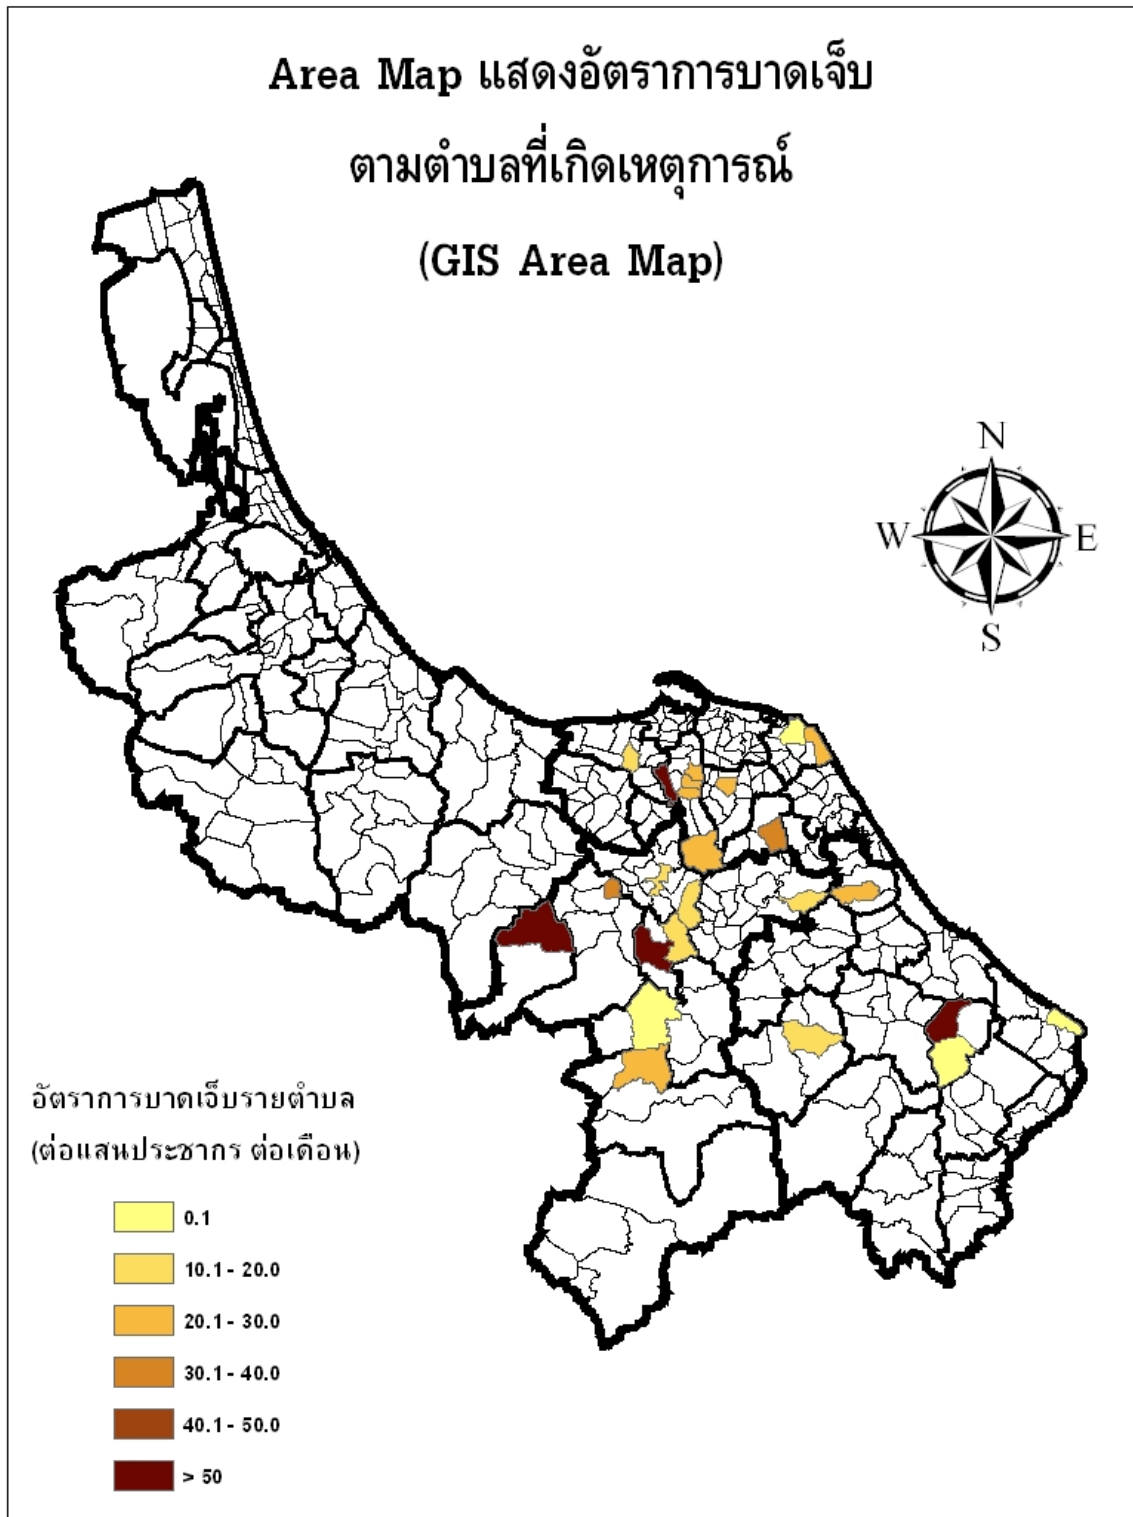 Area Map แสดงอัตราการบาดเจ็บ
ตามตำบลที่เกิดเหตุการณ์
(GIS Area Map)
N
W
E
S
อัตราการบาดเจ็บรายตำบล
(ต่อแสนประชากร ต่อเดือน)
0.1
10.1 - 20.0
20.1 - 30.0
30.1 - 40.0
40.1 - 50.0
> 50